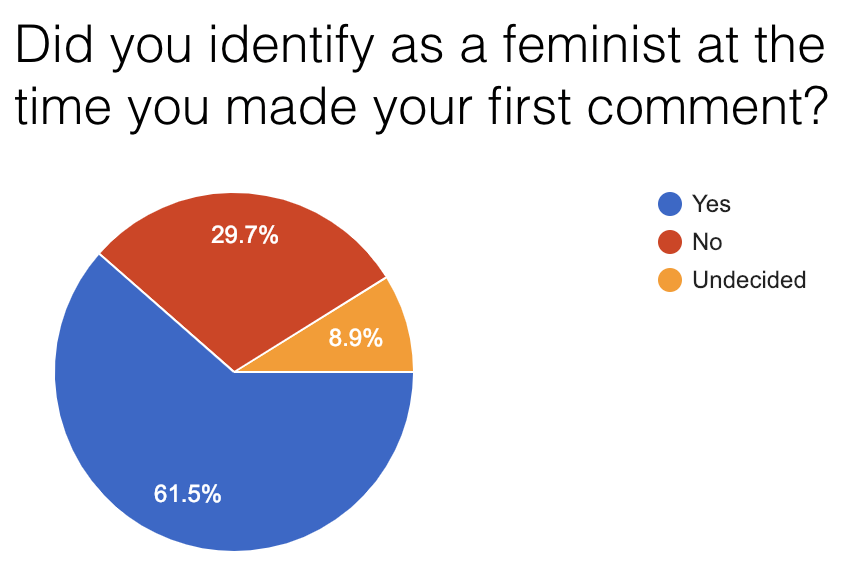 Did you identify as a feminist at the
time you made your first comment?
Yes
No
Undecided
29.7%
8.9%
61.5%